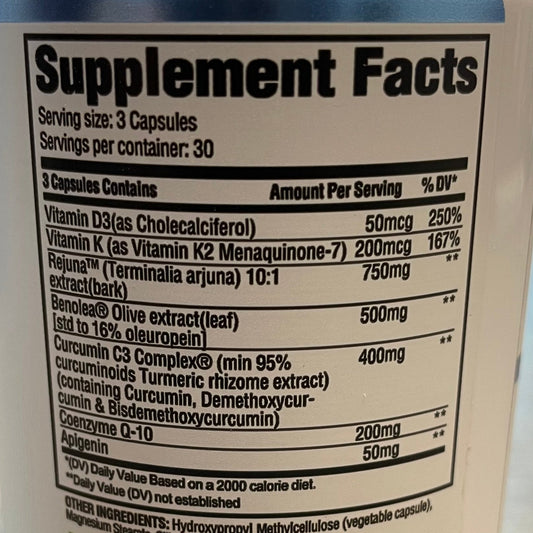 Supplement Facts
Serving size: 3 Capsules
Servings per container: 30
3 Capsules Contains Amount Per Serving % DV*
Vitamin D3(as Cholecalciferol) 50mcg 250%
Vitamin K (as Vitamin K2 Menaquinone-7) 200mcg 167%
Rejuna™ (Terminalia arjuna) 10:1 750mg **
extract(bark)
Benolea® Olive extract(leaf) 500mg **
[std to 16% oleuropein]
Curcumin C3 Complex® (min 95% 400mg **
curcuminoids Turmeric rhizome extract)
(containing Curcumin, Demethoxycur-
cumin & Bisdemethoxycurcumin)
Coenzyme Q-10 200mg **
Apigenin 50mg **
*(DV) Daily Value Based on a 2000 calorie diet.
**Daily Value (DV) not established
OTHER INGREDIENTS: Hydroxypropyl Methylcellulose (vegetable capsule),
Magnesium